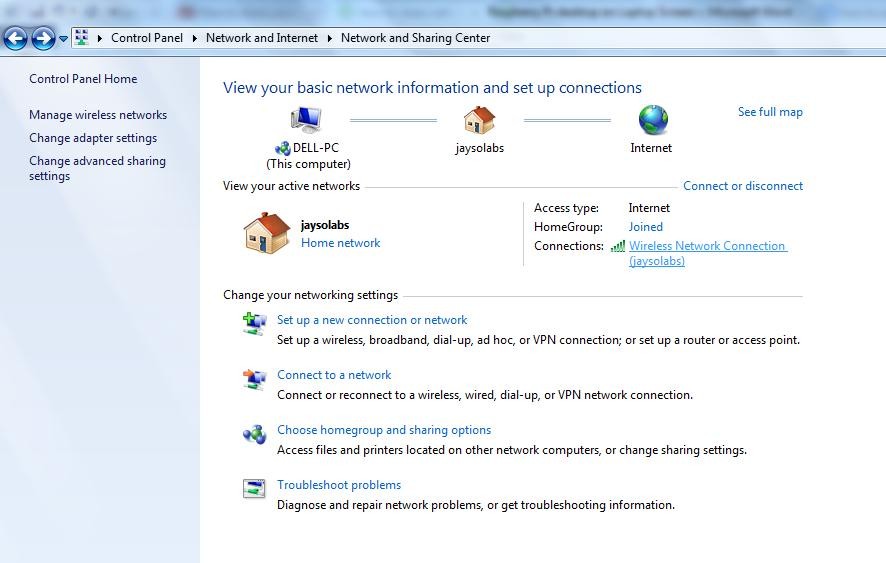 Control Panel Network and Internet Network and Sharing Center
Control Panel Home
Manage wireless networks
Change adapter settings
Change advanced sharing
settings
View your basic network information and set up connections
See full map
DELL-PC
(This computer)
jaysolabs
Internet
View your active networks
Connect or disconnect
jaysolabs
Home network
Access type: Internet
HomeGroup: Joined
Connections: Wireless Network Connection
(jaysolabs)
Change your networking settings
Set up a new connection or network
Set up a wireless, broadband, dial-up, ad hoc, or VPN connection; or set up a router or access point.
Connect to a network
Connect or reconnect to a wireless, wired, dial-up, or VPN network connection.
Choose homegroup and sharing options
Access files and printers located on other network computers, or change sharing settings.
Troubleshoot problems
Diagnose and repair network problems, or get troubleshooting information.